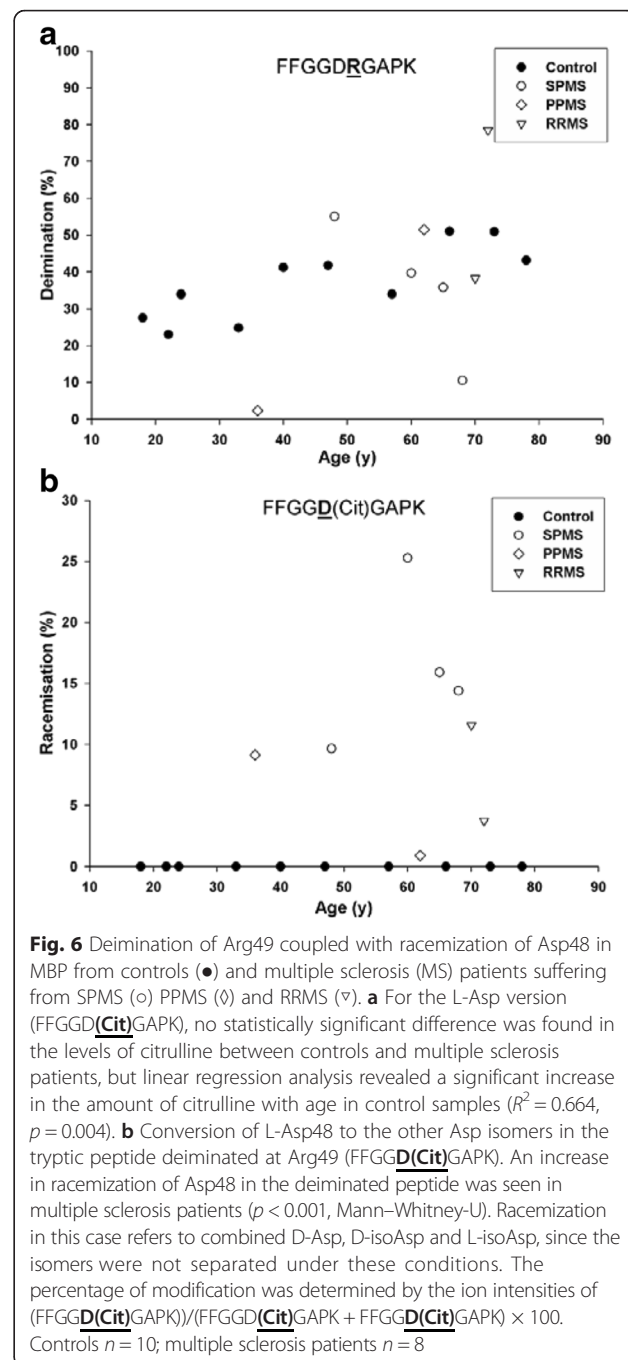 a
FFGGDRGAPK
Control
SPMS
PPMS
RRMS
100
90
80
70
60
50
40
30
20
10
0
Deimination (%)
10 20 30 40 50 60 70 80 90
Age (y)
b
FFGGD(Cit)GAPK
Control
SPMS
PPMS
RRMS
30
25
20
15
10
5
0
Racemisation (%)
10 20 30 40 50 60 70 80 90
Age (y)
Fig. 6 Deimination of Arg49 coupled with racemization of Asp48 in
MBP from controls (●) and multiple sclerosis (MS) patients suffering
from SPMS (○) PPMS (◊) and RRMS (▿). a For the L-Asp version
(FFGGD(Cit)GAPK), no statistically significant difference was found in
the levels of citrulline between controls and multiple sclerosis
patients, but linear regression analysis revealed a significant increase
in the amount of citrulline with age in control samples (R² = 0.664,
p = 0.004). b Conversion of L-Asp48 to the other Asp isomers in the
tryptic peptide deiminated at Arg49 (FFGGD(Cit)GAPK). An increase
in racemization of Asp48 in the deiminated peptide was seen in
multiple sclerosis patients (p < 0.001, Mann–Whitney-U). Racemization
in this case refers to combined D-Asp, D-isoAsp and L-isoAsp, since the
isomers were not separated under these conditions. The
percentage of modification was determined by the ion intensities of
(FFGGD(Cit)GAPK))/(FFGGD(Cit)GAPK + FFGGD(Cit)GAPK) × 100.
Controls n = 10; multiple sclerosis patients n = 8